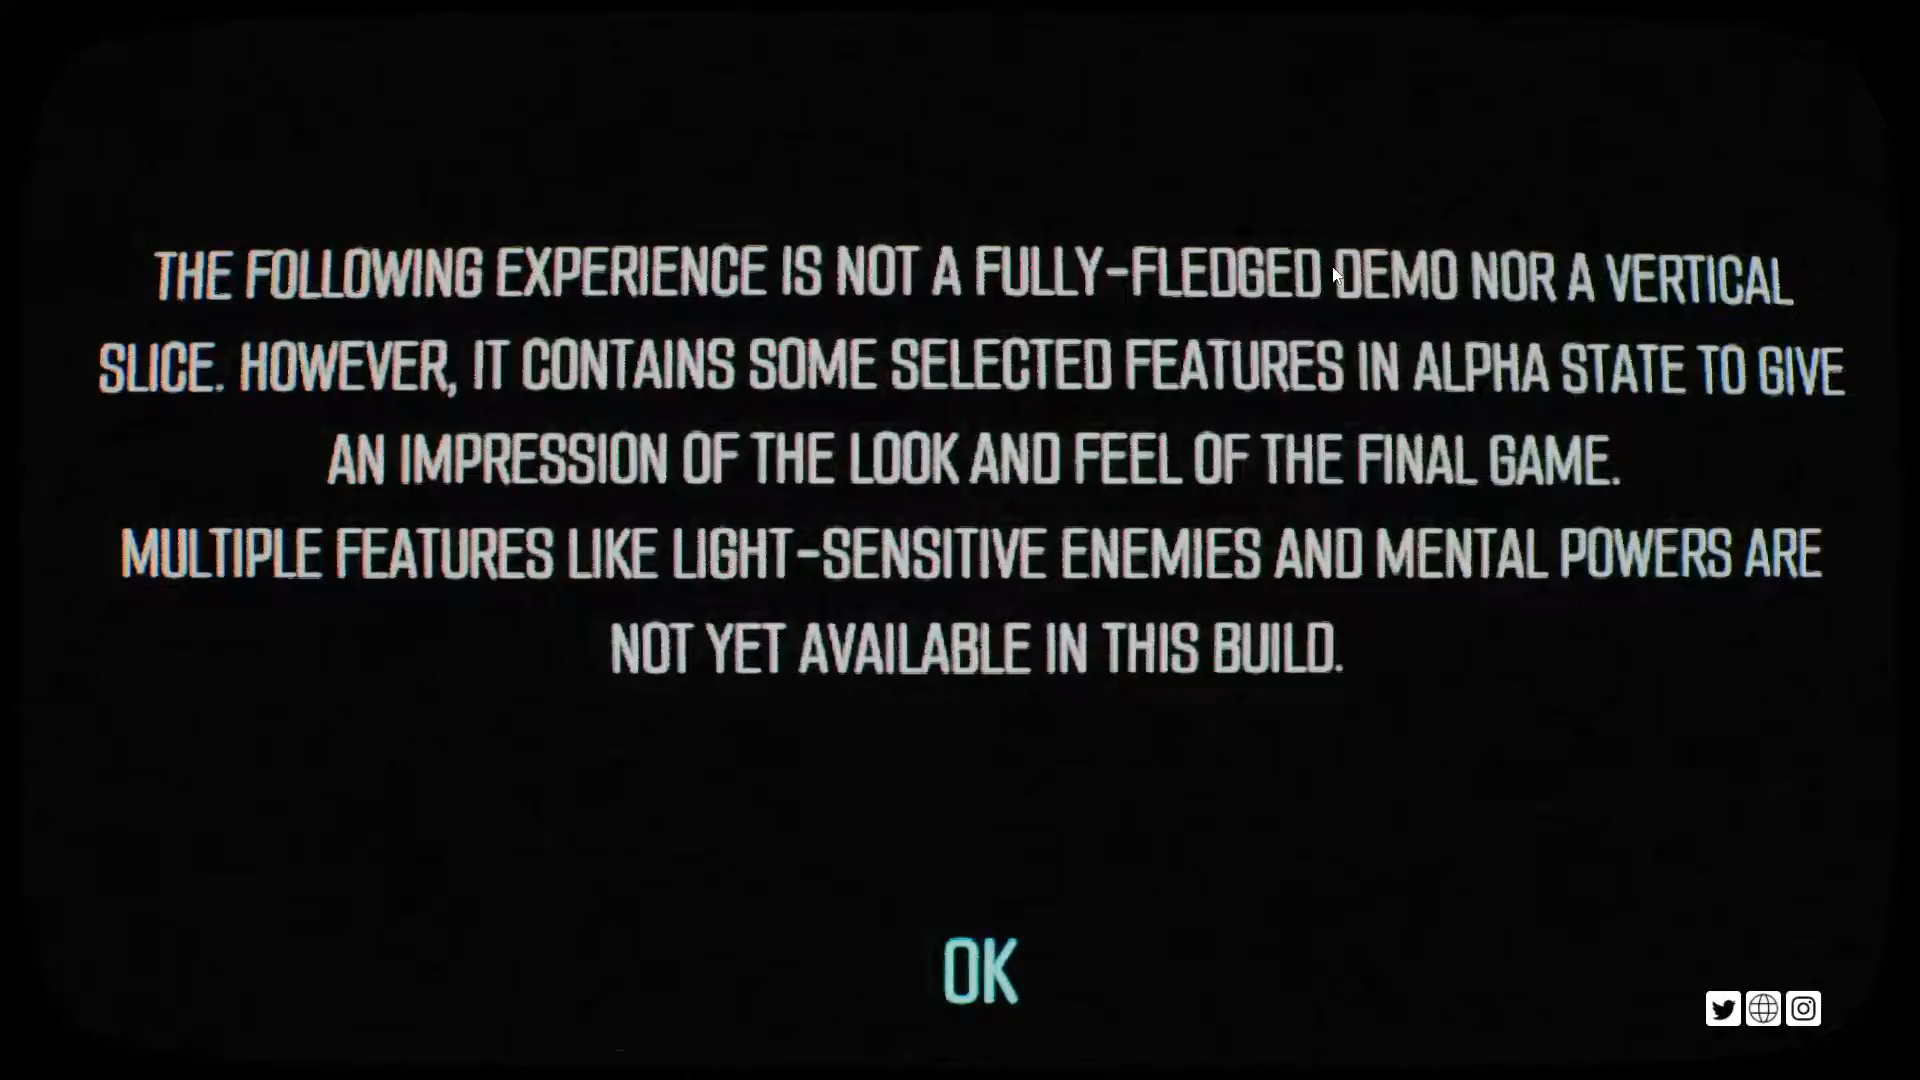 THE FOLLOWING EXPERIENCE IS NOT A FULLY-FLEDGED DEMO NOR A VERTICAL
SLICE. HOWEVER, IT CONTAINS SOME SELECTED FEATURES IN ALPHA STATE TO GIVE
AN IMPRESSION OF THE LOOK AND FEEL OF THE FINAL GAME.
MULTIPLE FEATURES LIKE LIGHT-SENSITIVE ENEMIES AND MENTAL POWERS ARE
NOT YET AVAILABLE IN THIS BUILD.
OK